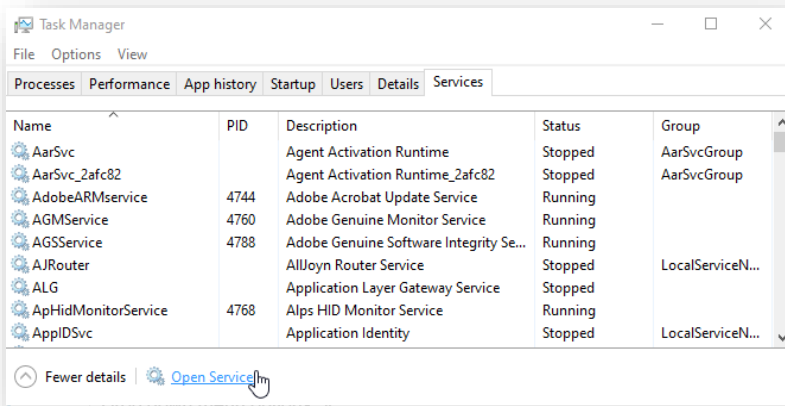 Task Manager
File Options View
Processes Performance App history Startup Users Details Services
Name PID Description Status Group
AarSvc Agent Activation Runtime Stopped AarSvcGroup
AarSvc_2afc82 Agent Activation Runtime_2afc82 Stopped AarSvcGroup
AdobeARMservice 4744 Adobe Acrobat Update Service Running
AGMService 4760 Adobe Genuine Monitor Service Running
AGSService 4788 Adobe Genuine Software Integrity Se... Running
AJRouter AllJoyn Router Service Stopped LocalServiceN...
ALG Application Layer Gateway Service Stopped
ApHidMonitorService 4768 Alps HID Monitor Service Running
AppIDSvc Application Identity Stopped LocalServiceN...
Fewer details Open Service